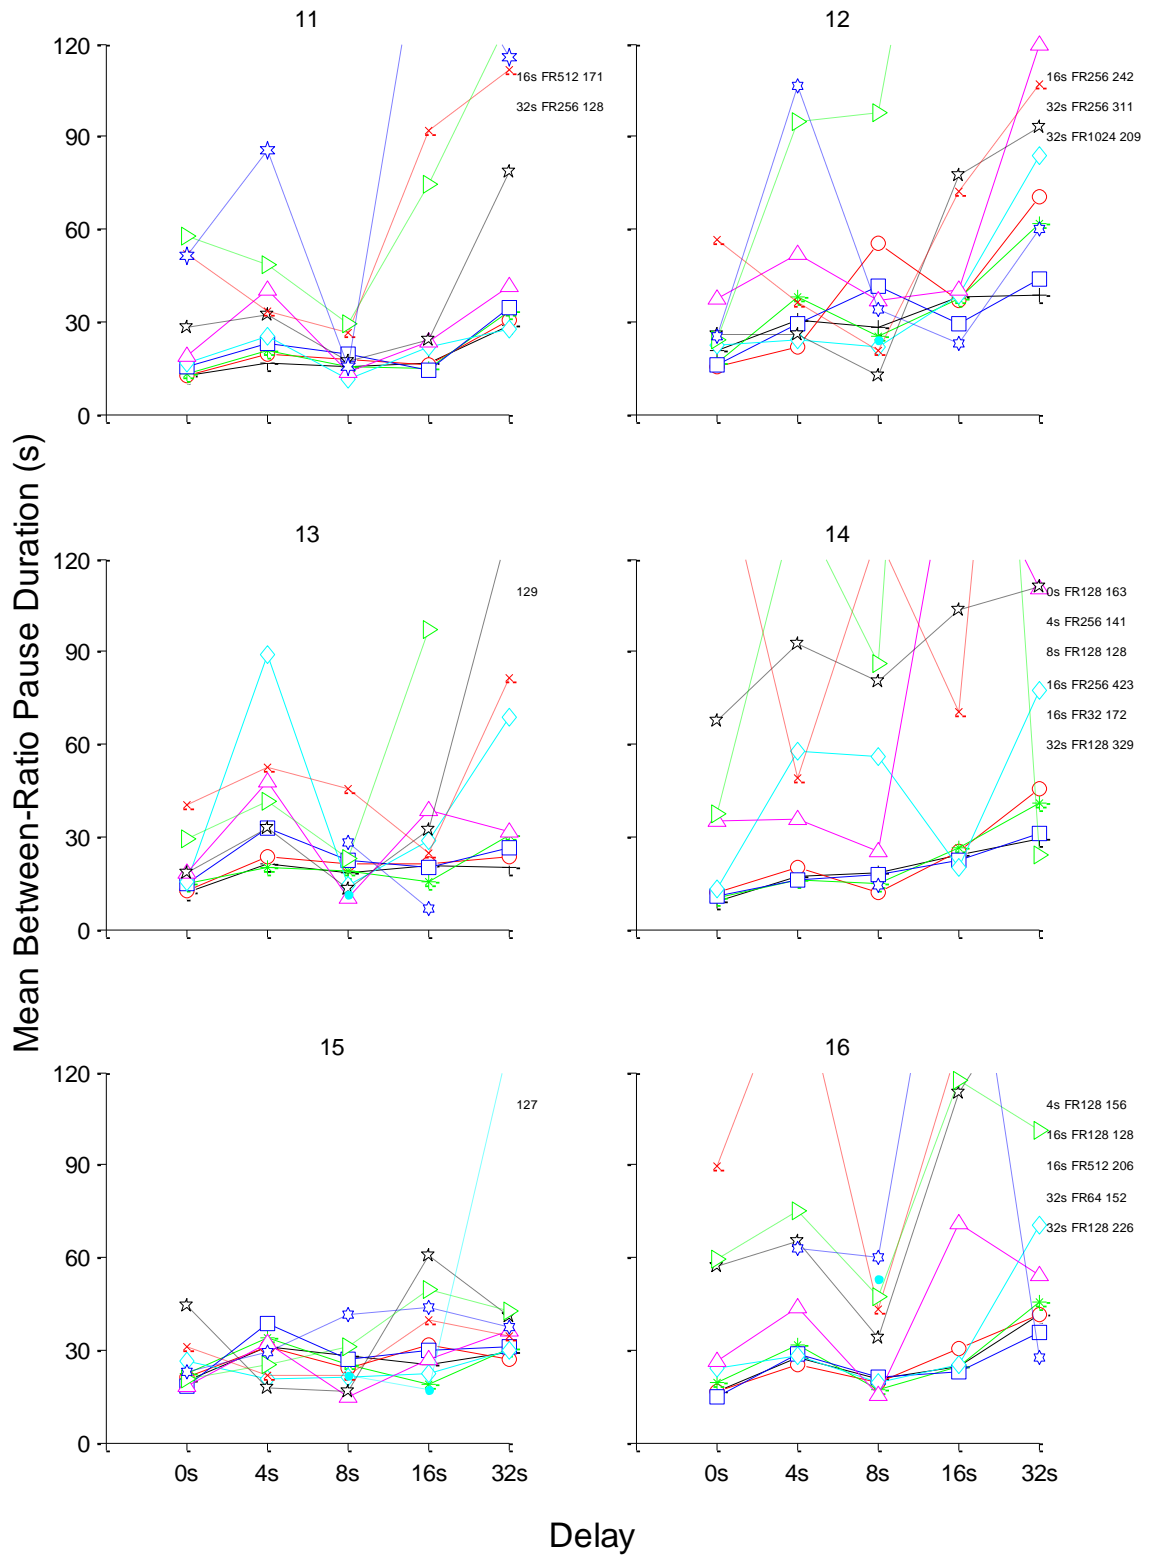 11
120
90
60
30
0
16s FR512 171
32s FR256 128
12
16s FR256 242
32s FR256 311
32s FR1024 209
13
120
90
60
30
0
129
14
0s FR128 163
4s FR256 141
8s FR128 128
16s FR256 423
16s FR32 172
32s FR128 329
15
120
90
60
30
0
127
0s 4s 8s 16s 32s
16
4s FR128 156
16s FR128 128
16s FR512 206
32s FR64 152
32s FR128 226
0s 4s 8s 16s 32s
Mean Between-Ratio Pause Duration (s)
Delay